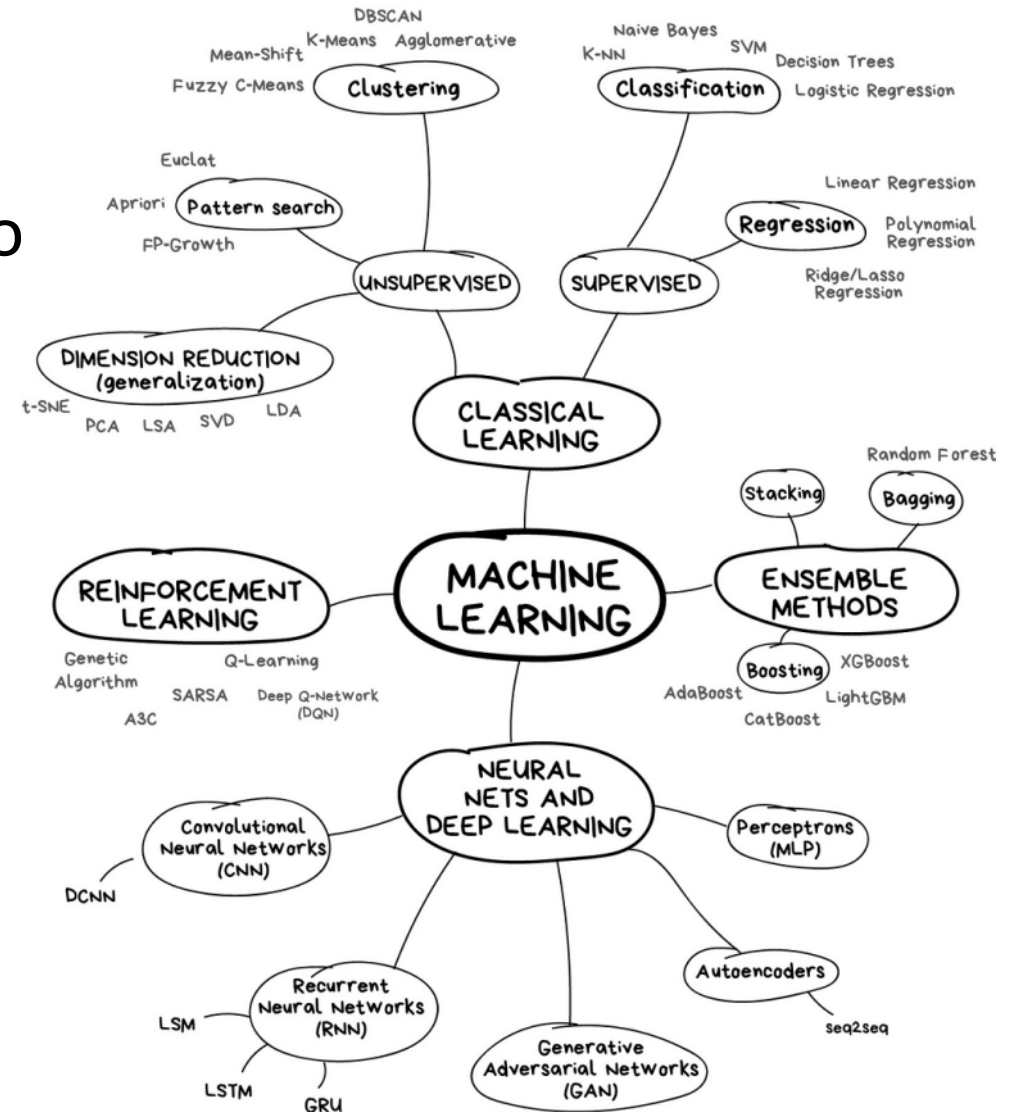 DBSCAN
K-Means Agglomerative
Mean-Shift
Fuzzy C-Means
Clustering
Naive Bayes
K-NN
SVM
Decision Trees
Classification
Logistic Regression
Euclat
Apriori
Pattern search
FP-Growth
Linear Regression
Regression
Polynomial
Regression
Ridge/Lasso
Regression
UNSUPERVISED
SUPERVISED
DIMENSION REDUCTION
(generalization)
t-SNE
PCA
LSA
SVD
LDA
CLASSICAL
LEARNING
Random Forest
Stacking
Bagging
MACHINE
LEARNING
REINFORCEMENT
LEARNING
ENSEMBLE
METHODS
Genetic
Algorithm
Q-Learning
SARSA
Deep Q-Network
(DQN)
A3C
Boosting
XGBoost
AdaBoost
LightGBM
CatBoost
NEURAL
NETS AND
DEEP LEARNING
Convolutional
Neural Networks
(CNN)
DCNN
Perceptrons
(MLP)
Autoencoders
seq2seq
Recurrent
Neural Networks
(RNN)
LSM
LSTM
GRU
Generative
Adversarial Networks
(GAN)